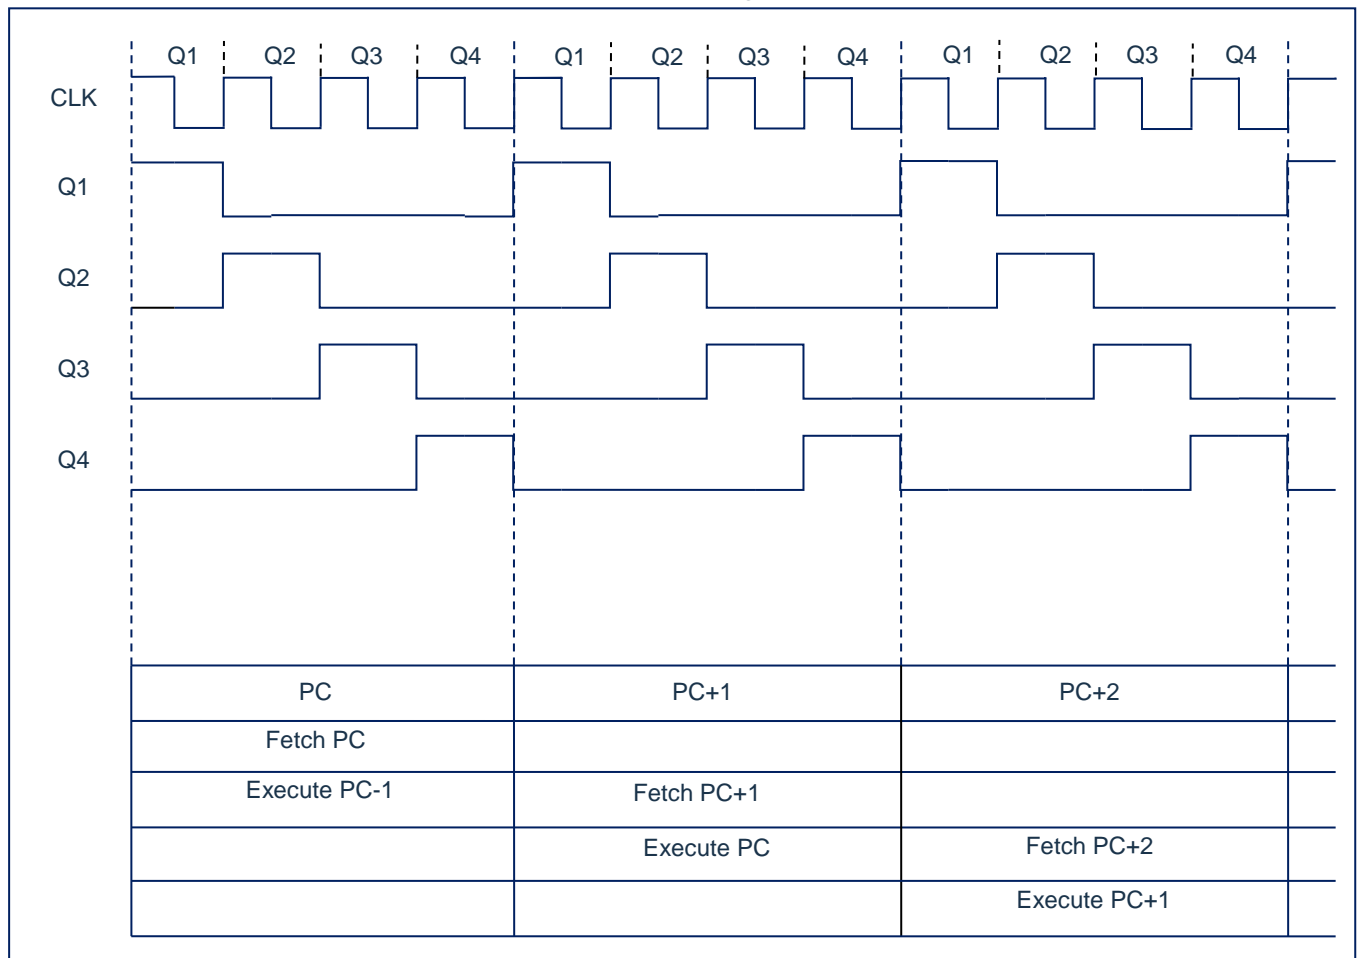 Q1 Q2 Q3 Q4 Q1 Q2 Q3 Q4 Q1 Q2 Q3 Q4
CLK
Q1
Q2
Q3
Q4
PC PC+1 PC+2
Fetch PC
Execute PC-1 Fetch PC+1
Execute PC Fetch PC+2
Execute PC+1